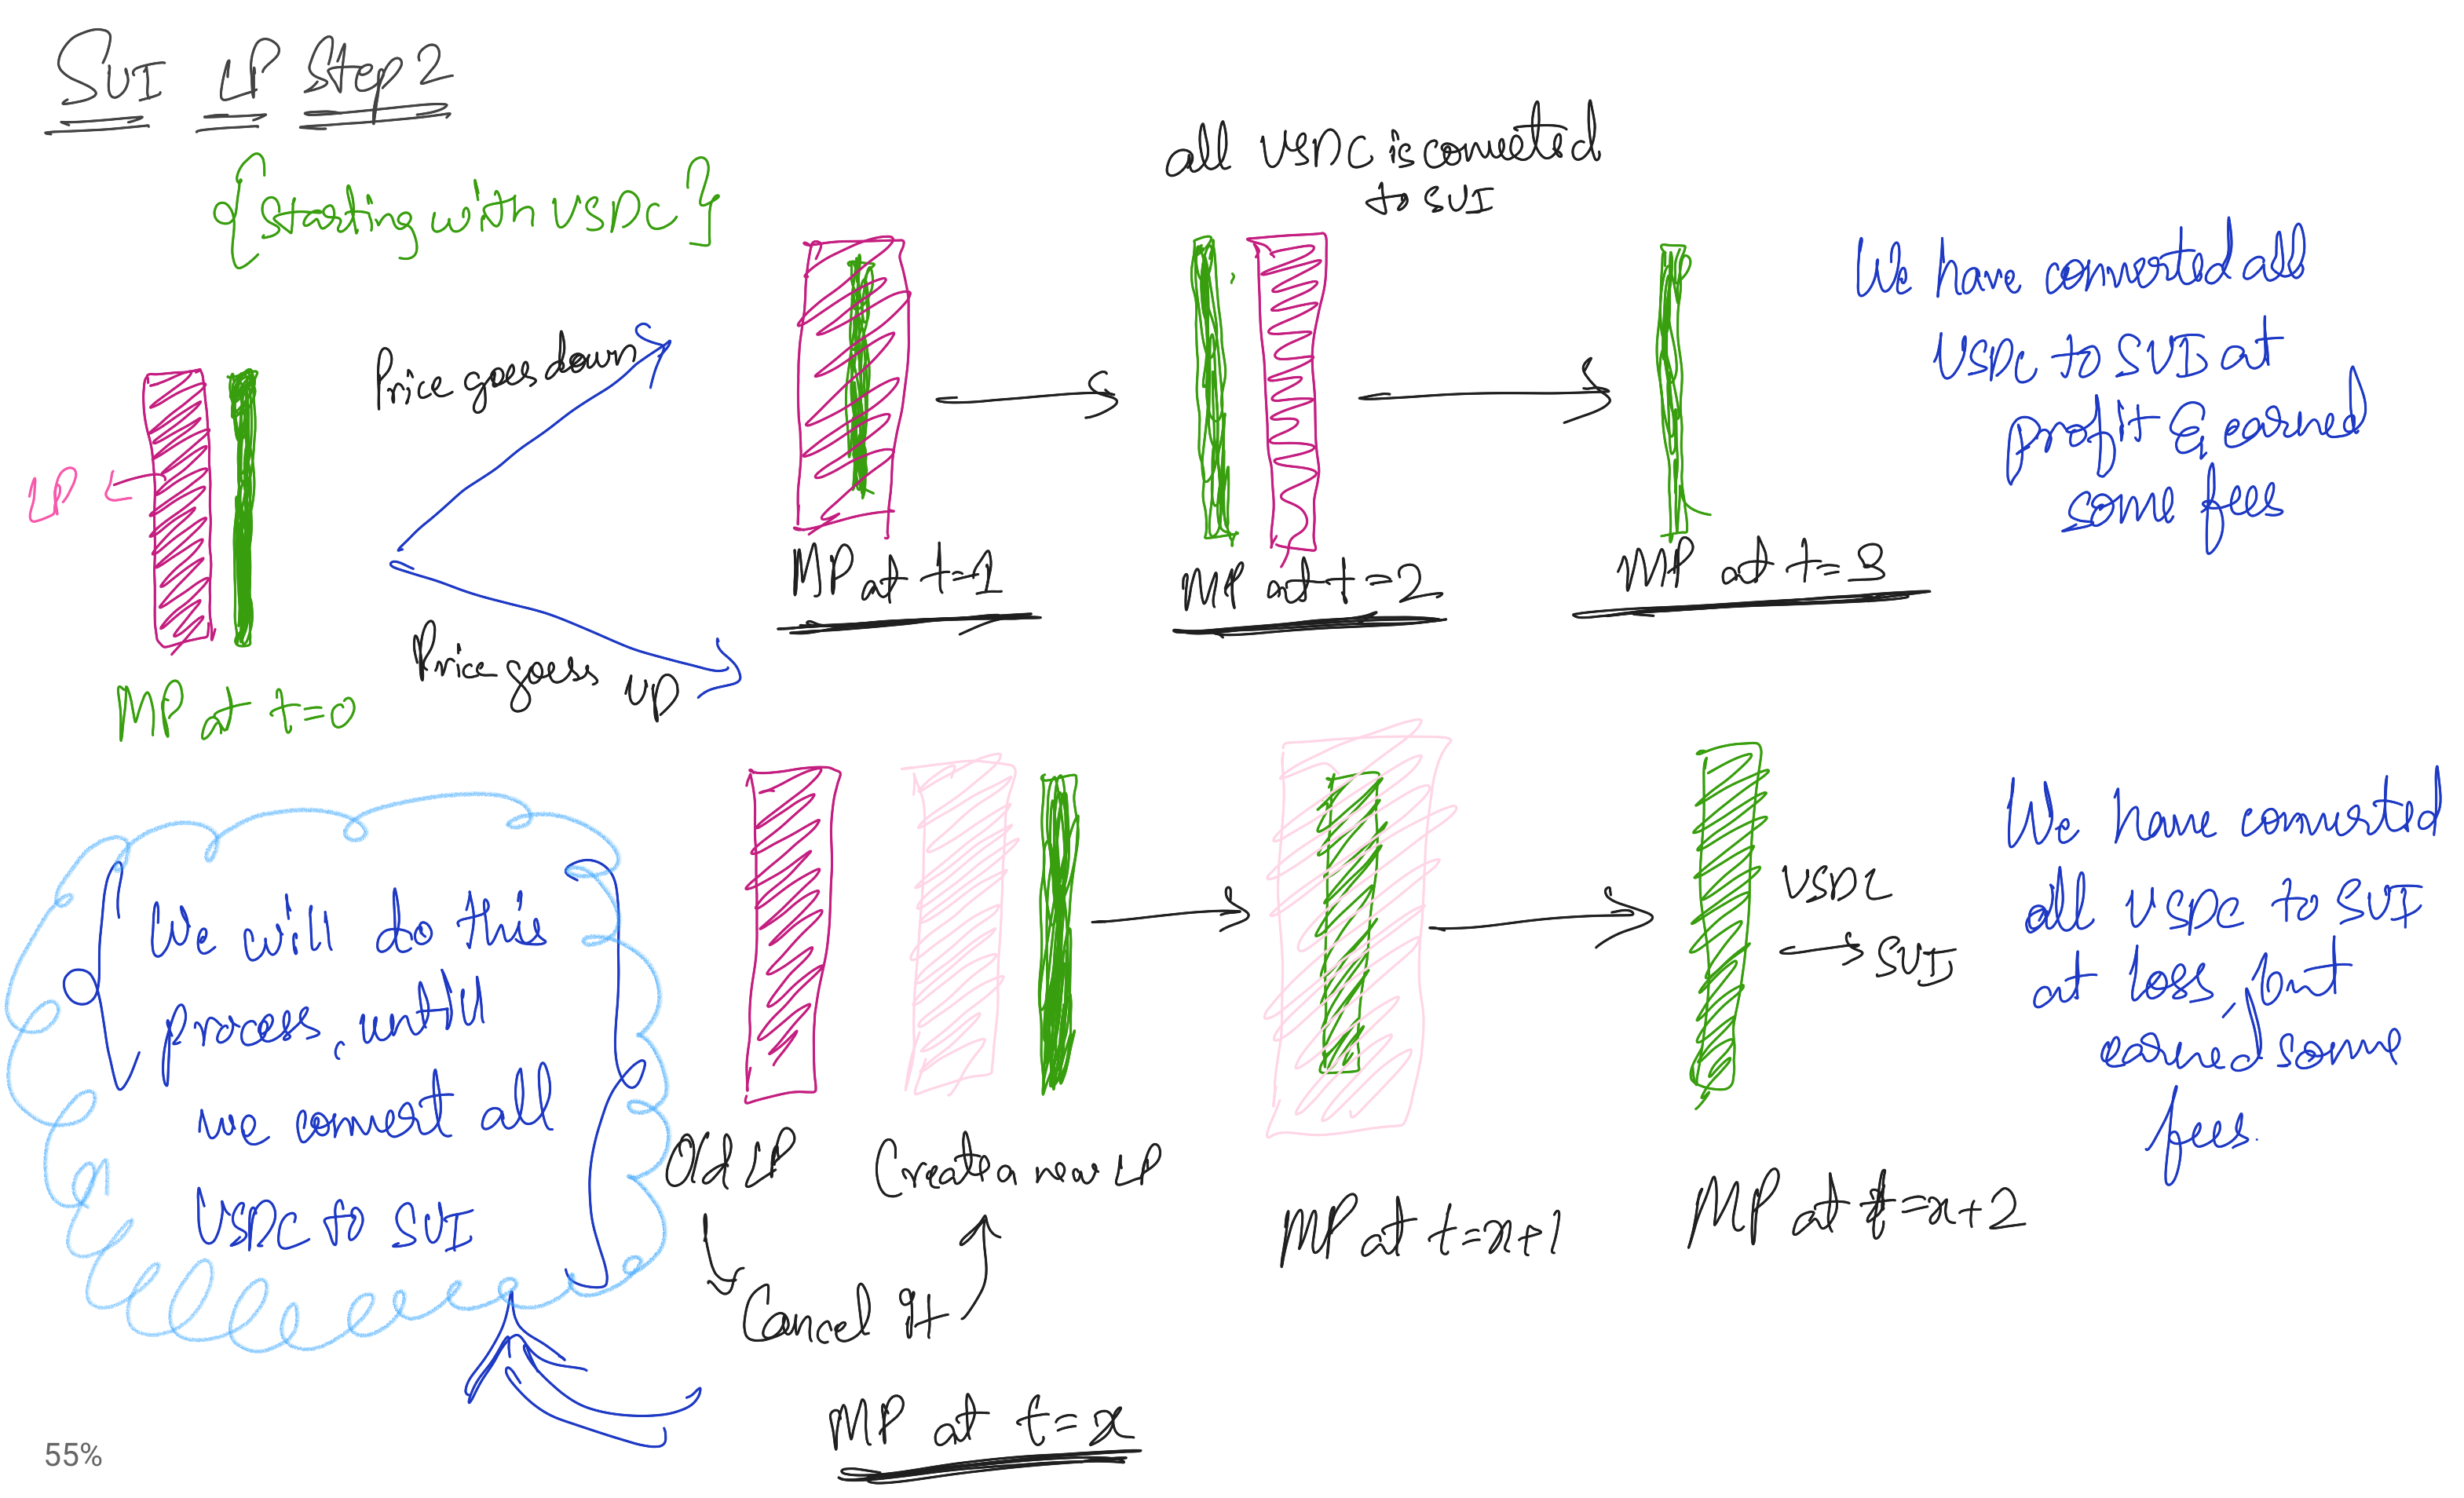 SUI LP Step 2
{starting with USDC}
all USDC is converted
to SUI
We have converted all
USDC to SUI at
profit & earned
some fees
Price goes down
LP
MP at t=1
MP at t=2
MP at t=3
Price goes up
MP at t=0
We will do this
process, until
we convert all
USDC to SUI
USDC
→ SUI
We have converted
all USDC to SUI
at loss, but
earned some
fees.
Old LP
Create a new LP
Cancel It
MP at t=x+1
MP at t=x+2
MP at t=x
55%